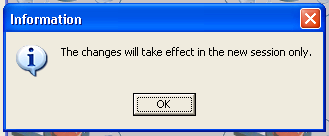 Information
The changes will take effect in the new session only.
OK